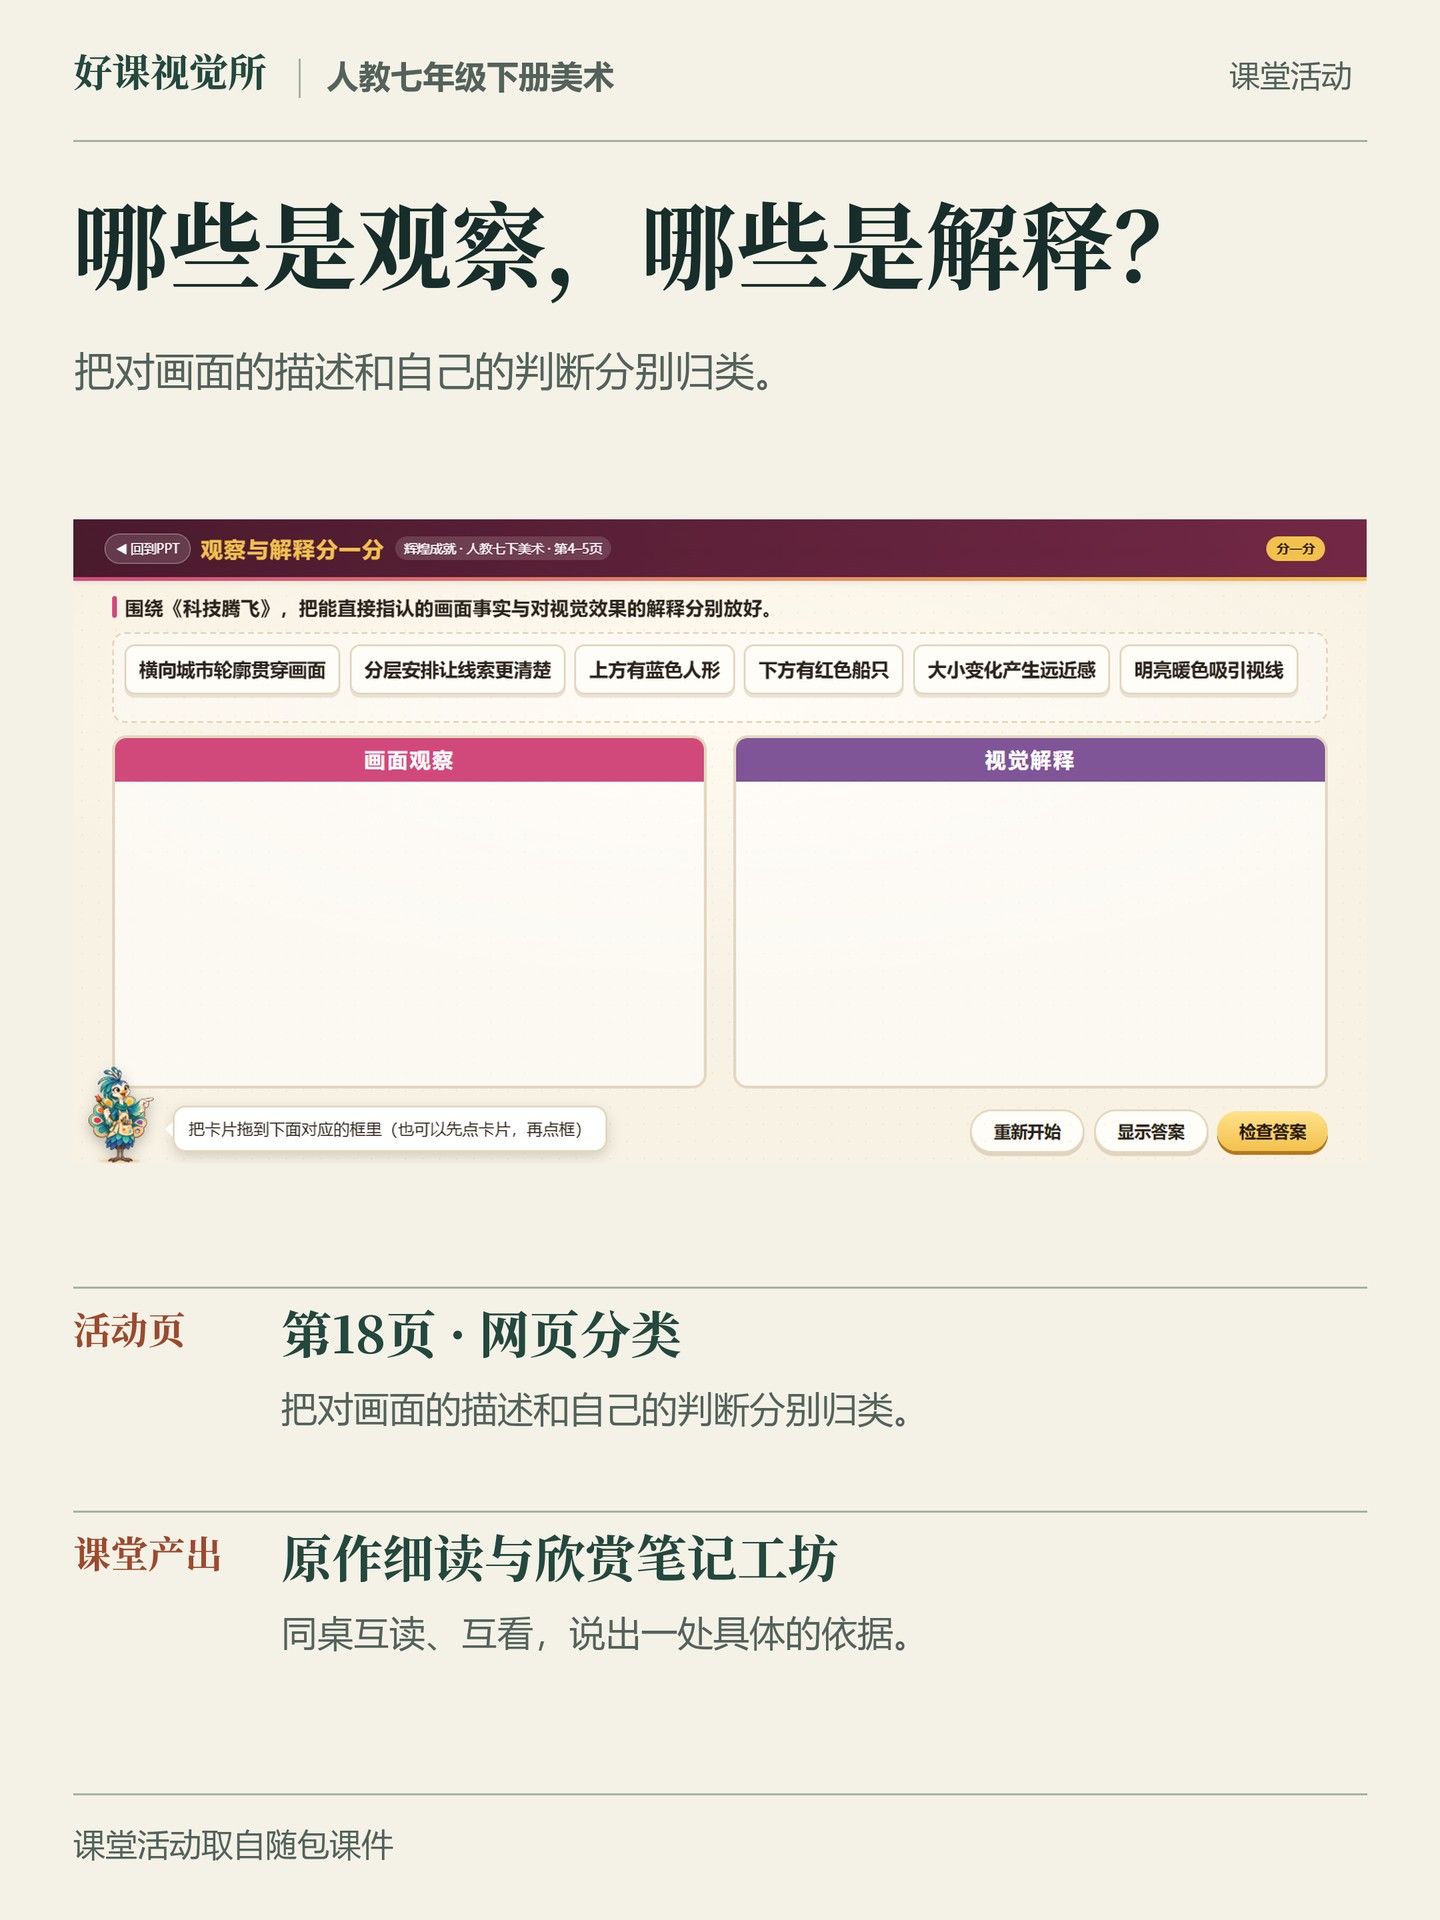 好课视觉所
人教七年级下册美术
课堂活动
哪些是观察，哪些是解释？
把对画面的描述和自己的判断分别归类。
◀ 回到PPT
观察与解释分一分
辉煌成就 · 人教七下美术 · 第4-5页
分一分
围绕《科技腾飞》，把能直接指认的画面事实与对视觉效果的解释分别放好。
横向城市轮廓贯穿画面
分层安排让线索更清楚
上方有蓝色人形
下方有红色船只
大小变化产生远近感
明亮暖色吸引视线
画面观察
视觉解释
把卡片拖到下面对应的框里（也可以先点卡片，再点框）
重新开始
显示答案
检查答案
活动页
第18页 · 网页分类
把对画面的描述和自己的判断分别归类。
课堂产出
原作细读与欣赏笔记工坊
同桌互读、互看，说出一处具体的依据。
课堂活动取自随包课件